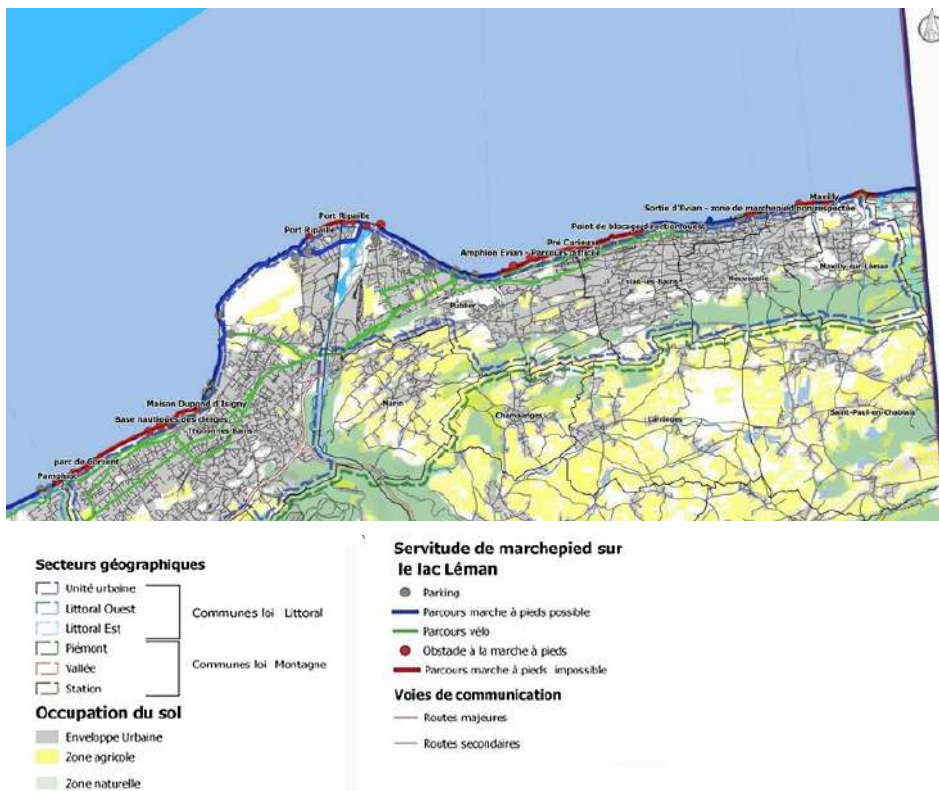 Maxilly
Sortie d'Evian - zone de marchepied non respectée
Port Ripaille
Port Ripaille
Point de blocage direction ouest
Pré Curieux
Amphion Evian - Parcours difficile
Maxilly-sur-Léman
Neuvecelle
Evian-les-Bains
Publier
Maison Dupond d'Isigny
Marin
Base nautique des clerges
Champanges
Larringes
Saint-Paul-en-Chablais
Thonon-les-Bains
parc de Corzent
Secteurs géographiques
Unité urbaine
Littoral Ouest
Communes loi Littoral
Littoral Est
Piémont
Vallée
Communes loi Montagne
Station
Occupation du sol
Enveloppe Urbaine
Zone agricole
Zone naturelle
Servitude de marchepied sur
le lac Léman
Parking
Parcours marche à pieds possible
Parcours vélo
Obstade à la marche à pieds
Parcours marche à pieds impossible
Voies de communication
Routes majeures
Routes secondaires